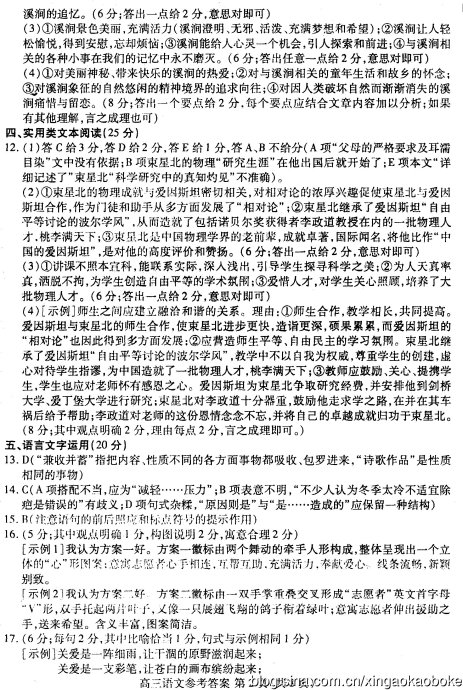 溪涧的追忆。(6分;答出一点给2分,意思对即可)
(3)①溪涧景色美丽,充满活力(溪涧澄明、无邪、活泼、充满梦想和希望);②溪涧让人轻
松愉悦,得到安慰,忘却烦恼;③溪涧能给人心灵一个机会,引人探索和前进;④与溪涧相
关的各种小事在我们的记忆中永不磨灭。(6分;答出任意一点给2分,意思对即可)
(4)①对美丽神秘、带来快乐的溪涧的热爱;②对与溪涧相关的童年生活和故乡的怀念;
③对溪涧象征的自然悠闲的精神境界的追求向往;④对因人类破坏自然而渐渐消失的溪
涧痛惜与留恋。(8分;答出一个要点给2分,每个要点应结合文章内容加以分析;如果
有其他理解,言之成理也可)
四、实用类文本阅读(25分)
12.(1)答C给3分,答D给2分,答E给1分,答A、B不给分(A项“父母的严格要求及耳濡
目染”文中没有依据;B项束星北的物理“研究生涯”在他出国后就开始了;E项本文“详
细记述了”束星北“科学研究中的真知灼见”不准确)。
(2)①束星北的物理成就与爱因斯坦密切相关,对相对论的浓厚兴趣促使束星北与爱因
斯坦合作,作为门徒和助手从多方面发展了“相对论”;②束星北继承了爱因斯坦“自由
平等讨论的波尔学风”,从而造就了包括诺贝尔奖获得者李政道教授在内的一批物理人
才,桃李满天下;③束星北是中国物理学界的老前辈,成就卓著,国际闻名,将他比作“中
国的爱因斯坦”,是对他的高度评价和赞扬。(6分;答出一点给2分,意思对即可)
(3)①讲课不照本宣科,能联系实际,深入浅出,引导学生探寻科学之美;②为人天真率
真,洒脱不拘,为学生创造自由平等的学术氛围;③爱惜人才,对学生关心照顾,培养了大
批物理人才。(6分;答出一点给2分,意思对即可)
(4)[示例]师生之间应建立融洽和谐的关系。理由:①师生合作,教学相长,共同提高。
爱因斯坦与束星北的师生合作,使束星北进步更快,造诣更深,硕果累累,而爱因斯坦的
“相对论”也因此得到多方面发展;②应营造师生平等、自由民主的学习氛围。束星北继
承了爱因斯坦“自由平等讨论的波尔学风”,教学中不以自我为权威,尊重学生的创建,虚
心对待学生指谬,为中国造就了一批物理人才,桃李满天下;③教师应鼓励、关心、提携学
生,学生也应对老师怀有感恩之心。爱因斯坦为束星北争取研究经费,并安排他到剑桥
大学、爱丁堡大学进行研究;束星北对李政道十分器重,鼓励他走求学之路,在并在其车
祸后给予帮助;李政道对老师的这份恩情念念不忘,并将自己的卓越成就归功于束星北。
(8分;其中观点明确2分,理由每点2分,言之成理即可。)
五、语言文字运用(20分)
13.D(“兼收并蓄”指把内容、性质不同的各方面事物都吸收、包罗进来,“诗歌作品”是性质
相同的事物)
14.C(A项搭配不当,应为“减轻……压力”;B项表意不明,“不少人认为冬季太冷不适宜除
疤是错误的”有歧义;D项句式杂糅,“原因则是”与“是……造成的”应保留一种结构)
15.B(注意语句的前后照应和标点符号的提示作用)
16.(5分;其中观点明确1分,构图说明2分,寓意合理2分)
[示例1]我认为方案一好。方案一徽标由两个舞动的牵手人形构成,整体呈现出一个立
体的“心”形图案;意寓志愿者心手相连,互帮互助,充满活力,奉献爱心。线条流畅,新颖
别致。
[示例2]我认为方案二好。方案二徽标由一双手掌重叠交叉形成“志愿者”英文首字母
“V”形,双手托起两片叶子,又像一只展翅飞翔的鸽子衔着绿叶;意寓志愿者伸出援助之
手,送来希望。含义丰富,图案简洁。
17.(6分;每句2分,其中比喻恰当1分,句式与示例相同1分)
[示例]关爱是一阵细雨,让干涸的原野滋润起来;
关爱是一支彩笔,让苍白的画布缤纷起来;
高三语文参考答案 第2页
blog.sina.com.cn/xingaokaoboke